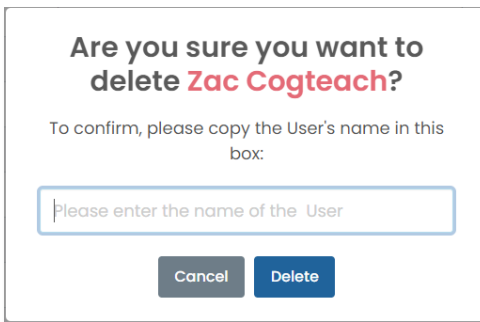 Are you sure you want to
delete Zac Cogteach?
To confirm, please copy the User's name in this
box:
Please enter the name of the  User
Cancel Delete